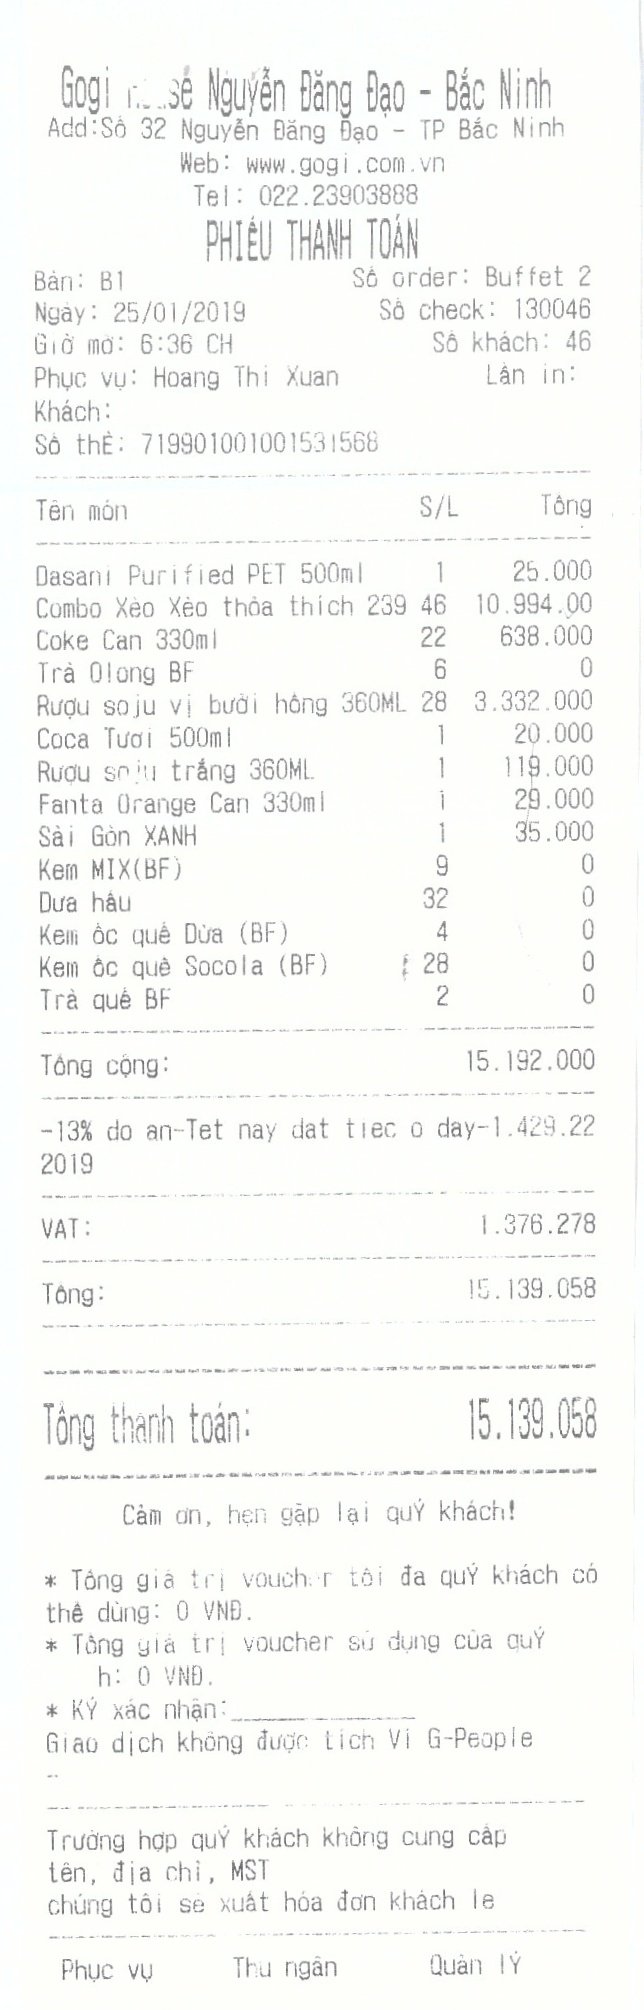 Gogi House Nguyễn Đăng Đạo - Bắc Ninh
Add:Số 32 Nguyễn Đăng Đạo - TP Bắc Ninh
Web: www.gogi.com.vn
Tel: 022.23903888
PHIẾU THANH TOÁN
Bàn: B1 Số order: Buffet 2
Ngày: 25/01/2019 Số check: 130046
Giờ mở: 6:36 CH Số khách: 46
Phục vụ: Hoang Thi Xuan Lần in:
Khách:
Số thẺ: 719901001001531568
Tên món S/L Tổng
Dasani Purified PET 500ml 1 25.000
Combo Xèo Xèo thỏa thích 239 46 10.994.00
Coke Can 330ml 22 638.000
Trà Olong BF 6 0
Rượu soju vị bưởi hồng 360ML 28 3.332.000
Coca Tươi 500ml 1 20.000
Rượu soju trắng 360ML 1 119.000
Fanta Orange Can 330ml 1 29.000
Sài Gòn XANH 1 35.000
Kem MIX(BF) 9 0
Dưa hấu 32 0
Kem ốc quế Dừa (BF) 4 0
Kem ốc quế Socola (BF) 28 0
Trà quế BF 2 0
Tổng cộng: 15.192.000
-13% do an-Tet nay dat tiec o day-1.429.22
2019
VAT: 1.376.278
Tổng: 15.139.058
Tổng thanh toán: 15.139.058
Cảm ơn, hẹn gặp lại quÝ khách!
* Tổng giá trị voucher tối đa quÝ khách có
thể dùng: 0 VNĐ.
* Tổng giá trị voucher sử dụng của quÝ
h: 0 VNĐ.
* KÝ xác nhận:_______________
Giao dịch không được tích Ví G-People
--
Trường hợp quÝ khách không cung cấp
tên, địa chỉ, MST
chúng tôi sẽ xuất hóa đơn khách lẻ
Phục vụ Thu ngân Quản lÝ